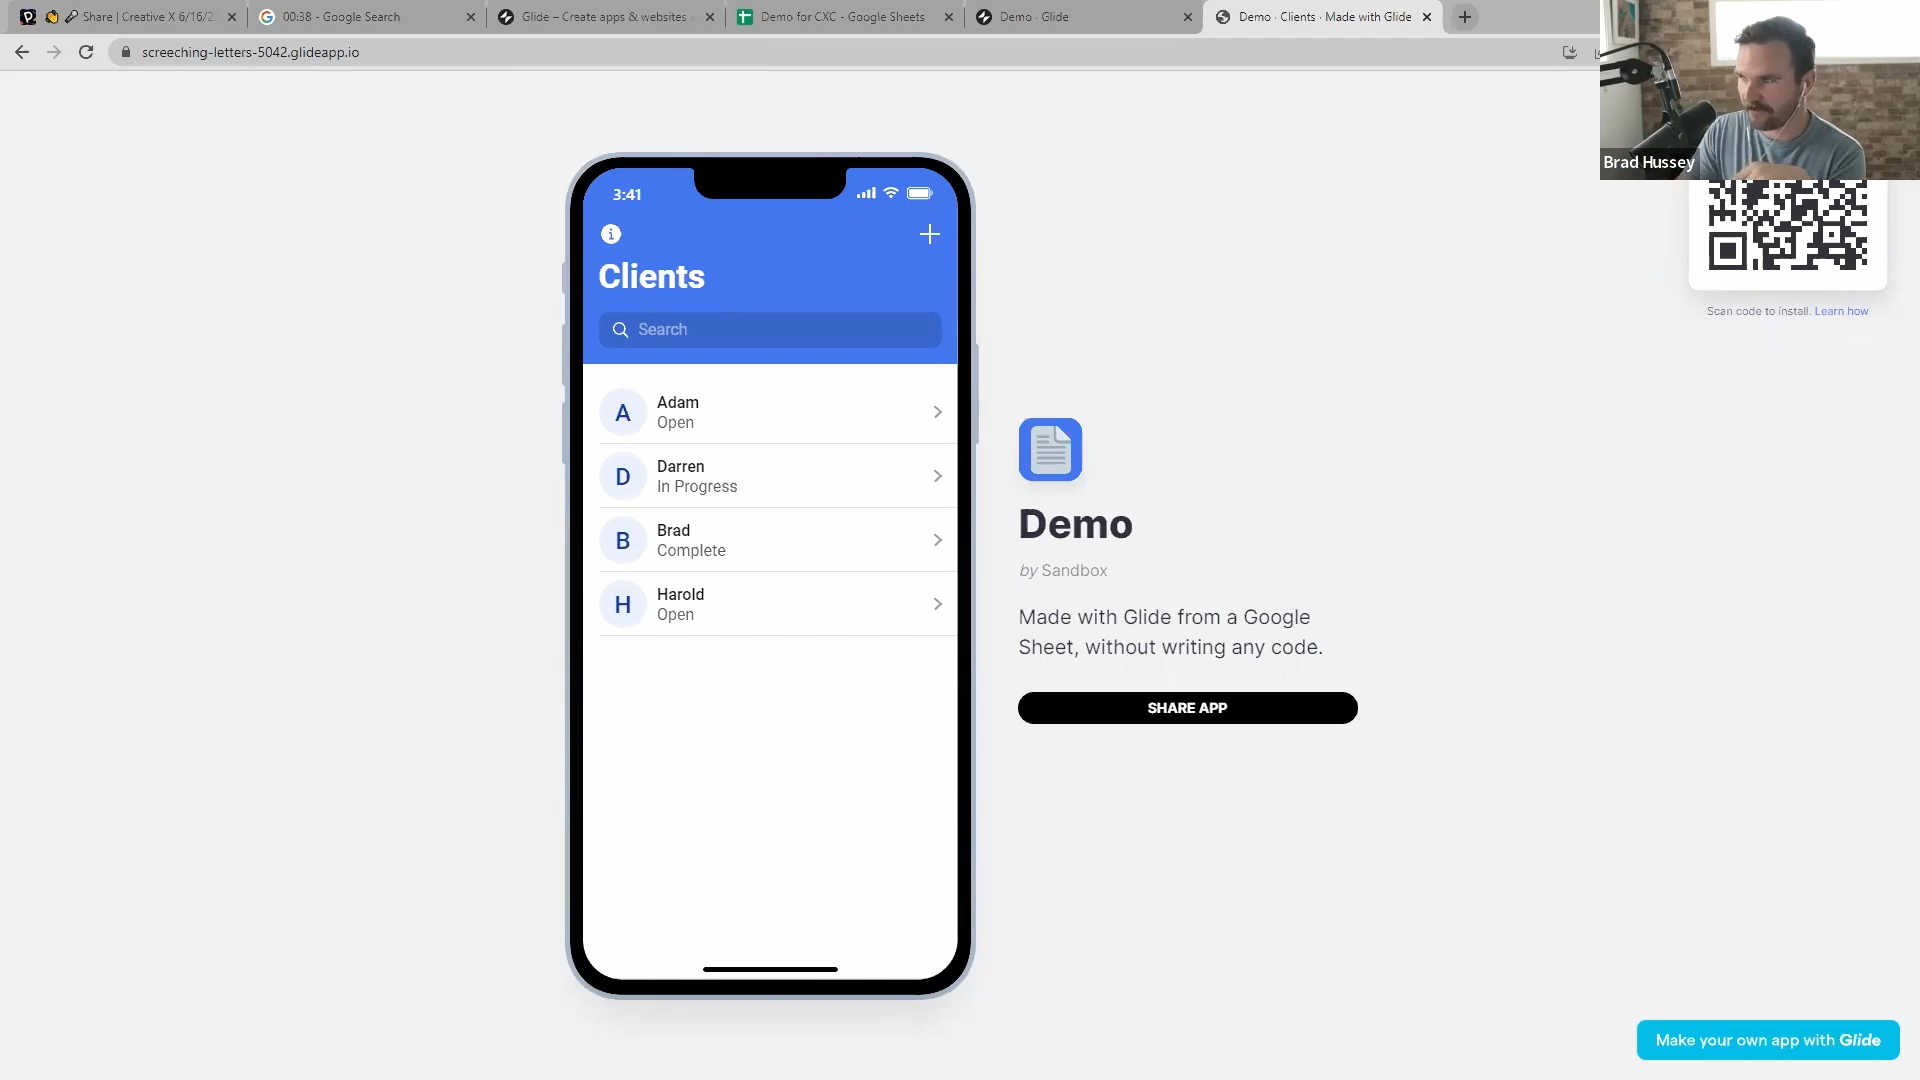 Share | Creative X 6/16/2
00:38 - Google Search
Glide – Create apps & websites
Demo for CXC - Google Sheets
Demo · Glide
Demo · Clients · Made with Glide
screeching-letters-5042.glideapp.io
Brad Hussey
Scan code to install. Learn how
3:41
Clients
Search
A
Adam
Open
D
Darren
In Progress
B
Brad
Complete
H
Harold
Open
Demo
by Sandbox
Made with Glide from a Google
Sheet, without writing any code.
SHARE APP
Make your own app with Glide